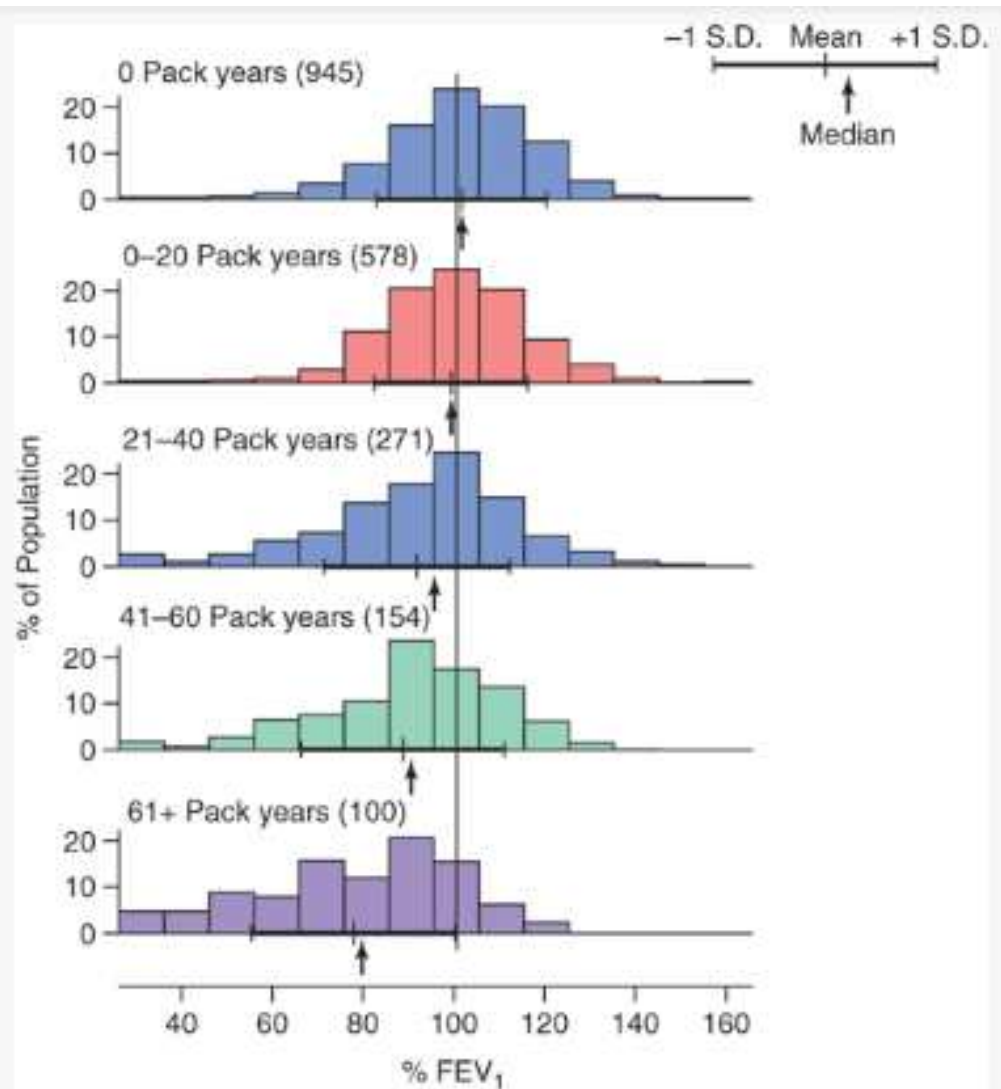 −1 S.D. Mean +1 S.D.
Median
0 Pack years (945)
20
10
0
0–20 Pack years (578)
20
10
0
21–40 Pack years (271)
20
10
0
41–60 Pack years (154)
20
10
0
61+ Pack years (100)
20
10
0
% of Population
40 60 80 100 120 140 160
% FEV₁